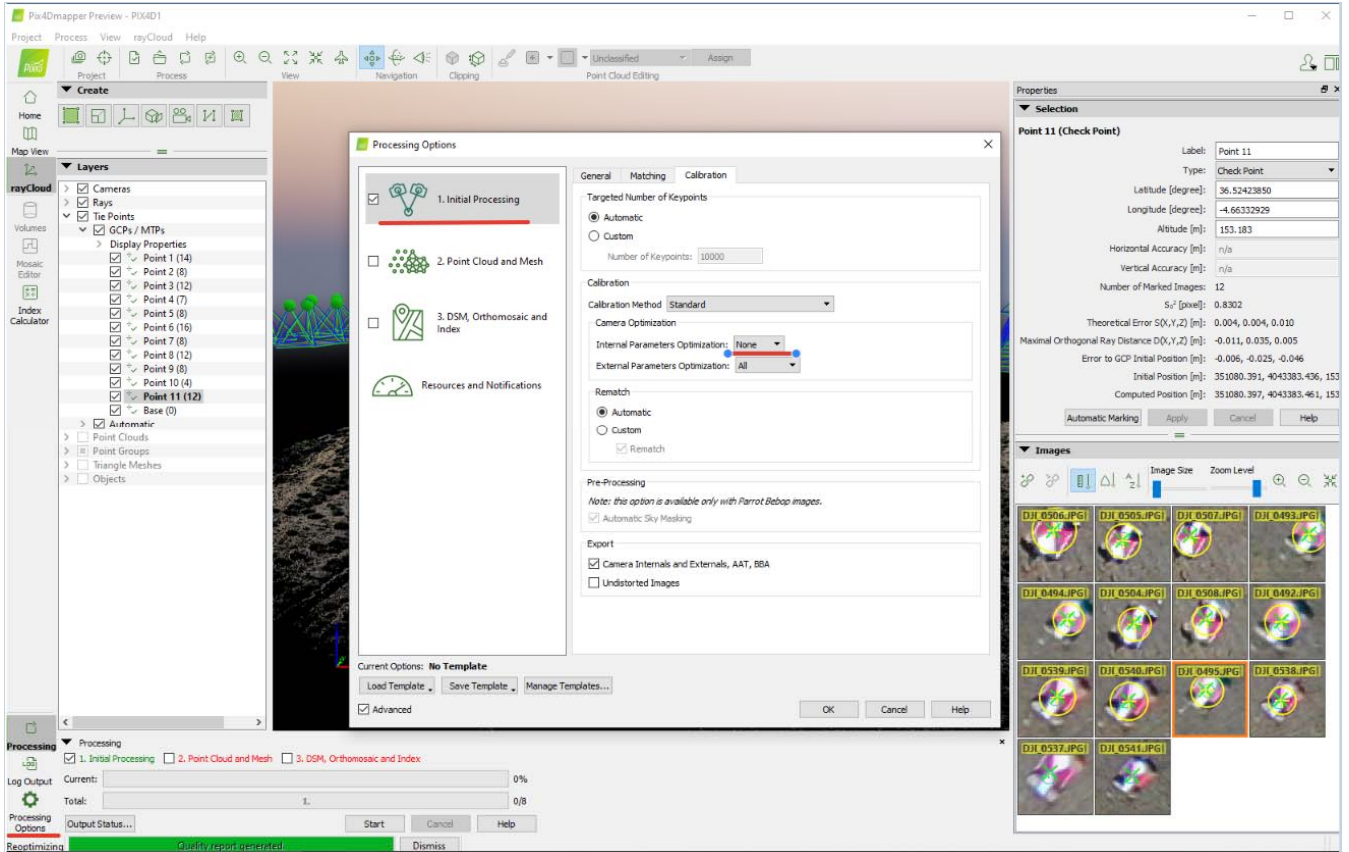 Pix4Dmapper Preview - PIX4D1
Project Process View rayCloud Help
Unclassified Assign
Project Process View Navigation Clipping Point Cloud Editing
Home
Map View
rayCloud
Volumes
Mosaic Editor
Index Calculator
Create
Layers
Cameras
Rays
Tie Points
GCPs / MTPs
Display Properties
Point 1 (14)
Point 2 (8)
Point 3 (12)
Point 4 (7)
Point 5 (8)
Point 6 (16)
Point 7 (8)
Point 8 (12)
Point 9 (8)
Point 10 (4)
Point 11 (12)
Base (0)
Automatic
Point Clouds
Point Groups
Triangle Meshes
Objects
Processing Options
1. Initial Processing
2. Point Cloud and Mesh
3. DSM, Orthomosaic and
Index
Resources and Notifications
General Matching Calibration
Targeted Number of Keypoints
Automatic
Custom
Number of Keypoints: 10000
Calibration
Calibration Method Standard
Camera Optimization
Internal Parameters Optimization: None
External Parameters Optimization: All
Rematch
Automatic
Custom
Rematch
Pre-Processing
Note: this option is available only with Parrot Bebop images.
Automatic Sky Masking
Export
Camera Internals and Externals, AAT, BBA
Undistorted Images
Current Options: No Template
Load Template Save Template Manage Templates...
Advanced
OK Cancel Help
Properties
Selection
Point 11 (Check Point)
Label: Point 11
Type: Check Point
Latitude [degree]: 36.52423850
Longitude [degree]: -4.66332929
Altitude [m]: 153.183
Horizontal Accuracy [m]: n/a
Vertical Accuracy [m]: n/a
Number of Marked Images: 12
S₀² [pixel]: 0.8302
Theoretical Error S(X,Y,Z) [m]: 0.004, 0.004, 0.010
Maximal Orthogonal Ray Distance D(X,Y,Z) [m]: -0.011, 0.035, 0.005
Error to GCP Initial Position [m]: -0.006, -0.025, -0.046
Initial Position [m]: 351080.391, 4043383.436, 153
Computed Position [m]: 351080.397, 4043383.461, 153
Automatic Marking Apply Cancel Help
Images
Image Size Zoom Level
DJI_0506.JPG DJI_0505.JPG DJI_0507.JPG DJI_0493.JPG
DJI_0494.JPG DJI_0504.JPG DJI_0508.JPG DJI_0492.JPG
DJI_0539.JPG DJI_0540.JPG DJI_0495.JPG DJI_0538.JPG
DJI_0537.JPG DJI_0541.JPG
Processing
Log Output
Processing Options
Processing
1. Initial Processing 2. Point Cloud and Mesh 3. DSM, Orthomosaic and Index
Current: 0%
Total: 1. 0/8
Output Status... Start Cancel Help
Reoptimizing Quality report generated. Dismiss